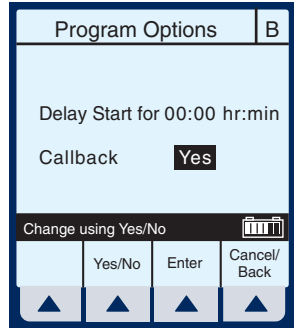 Program Options B
Delay Start for 00:00 hr:min
Callback Yes
Change using Yes/No
Yes/No Enter Cancel/
Back